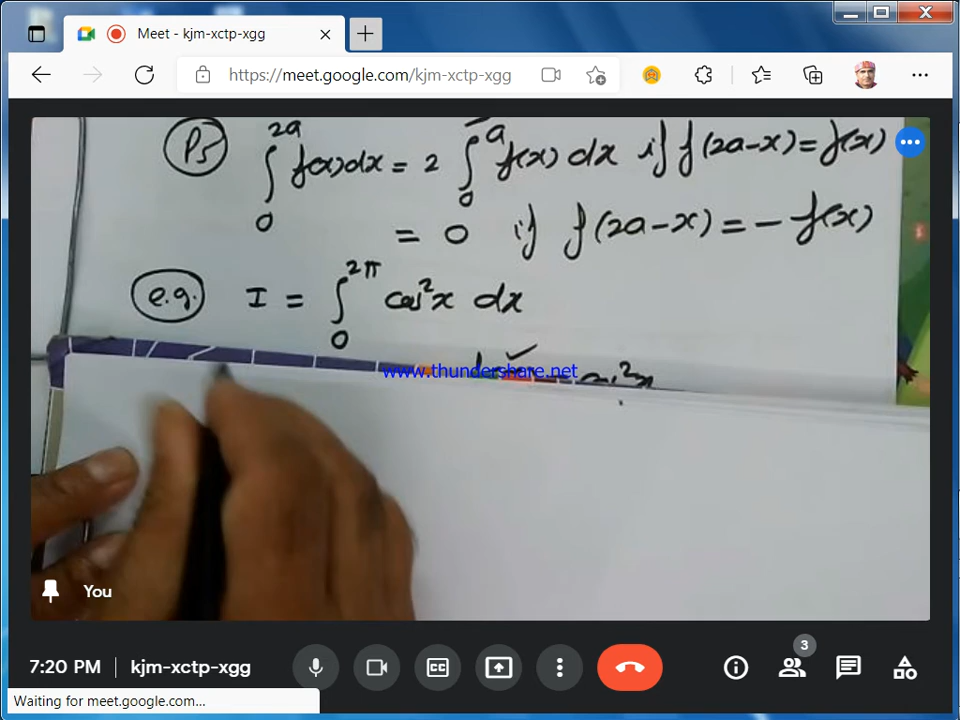 Meet - kjm-xctp-xgg
https://meet.google.com/kjm-xctp-xgg
P5 ∫₀^{2a} f(x)dx = 2 ∫₀^{a} f(x) dx if f(2a-x)=f(x)
= 0 if f(2a-x) = - f(x)
e.g. I = ∫₀^{2π} cos²x dx
www.thundershare.net
You
7:20 PM | kjm-xctp-xgg
CC
3
Waiting for meet.google.com...